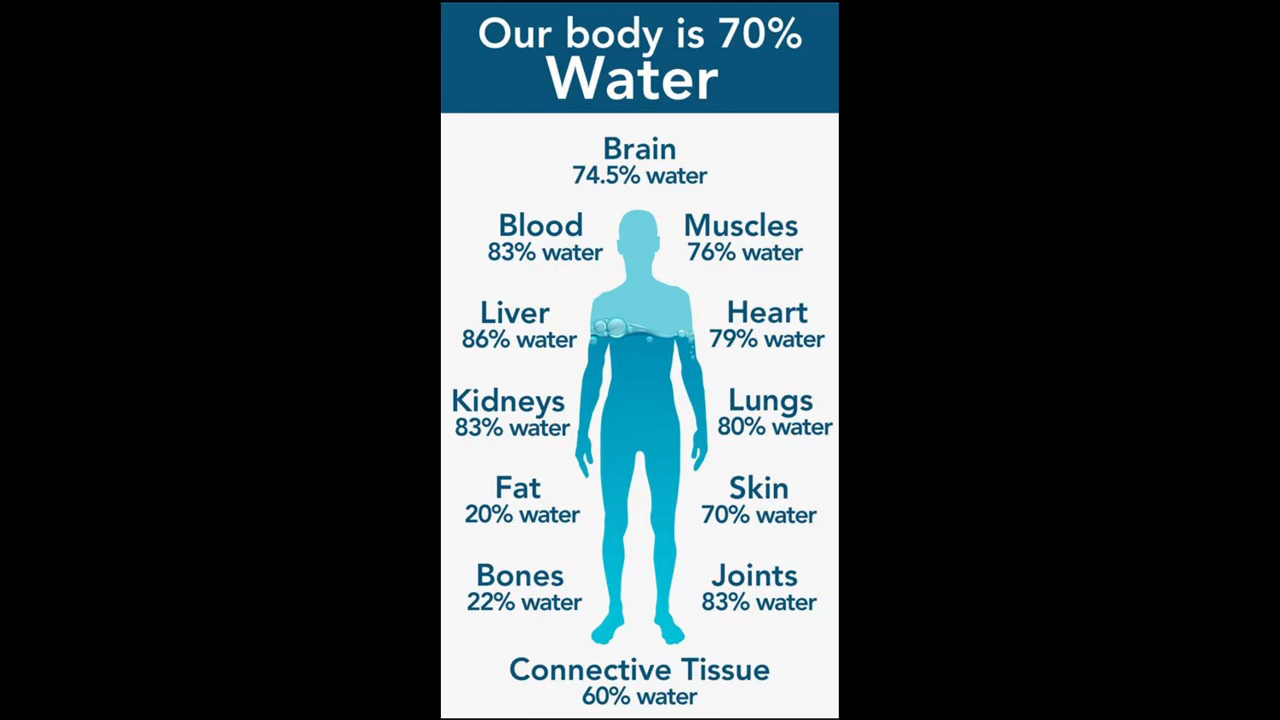 Our body is 70%
Water
Brain
74.5% water
Blood
83% water
Muscles
76% water
Liver
86% water
Heart
79% water
Kidneys
83% water
Lungs
80% water
Fat
20% water
Skin
70% water
Bones
22% water
Joints
83% water
Connective Tissue
60% water